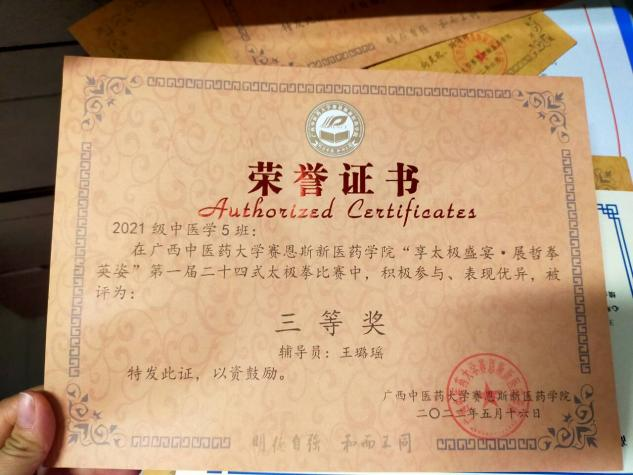 荣誉证书
Authorized Certificates
2021 级中医学 5 班：
在广西中医药大学赛恩斯新医药学院“享太极盛宴·展哲拳
英姿”第一届二十四式太极拳比赛中，积极参与、表现优异，被
评为：
三等奖
辅导员：王璐瑶
特发此证，以资鼓励。
广西中医药大学赛恩斯新医药学院
二〇二二年五月十六日
明德自强 和而不同